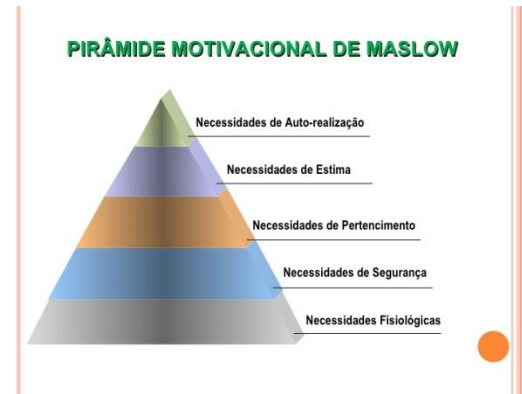 PIRÂMIDE MOTIVACIONAL DE MASLOW
Necessidades de Auto-realização
Necessidades de Estima
Necessidades de Pertencimento
Necessidades de Segurança
Necessidades Fisiológicas